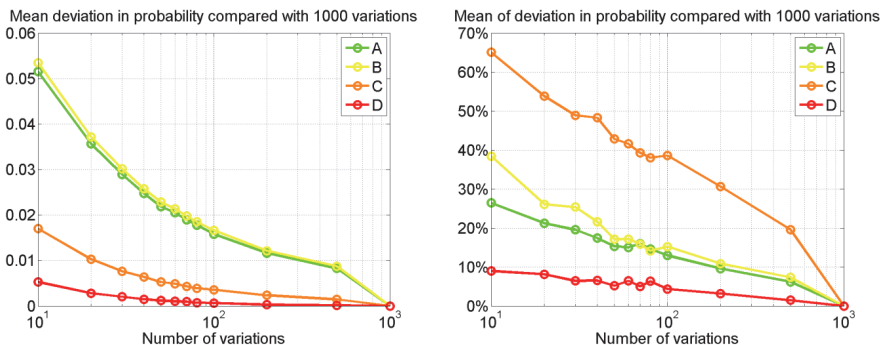 Mean deviation in probability compared with 1000 variations
0.06
0.05
0.04
0.03
0.02
0.01
0
10^1
10^2
10^3
Number of variations
A
B
C
D
Mean of deviation in probability compared with 1000 variations
70%
60%
50%
40%
30%
20%
10%
0%
10^1
10^2
10^3
Number of variations
A
B
C
D